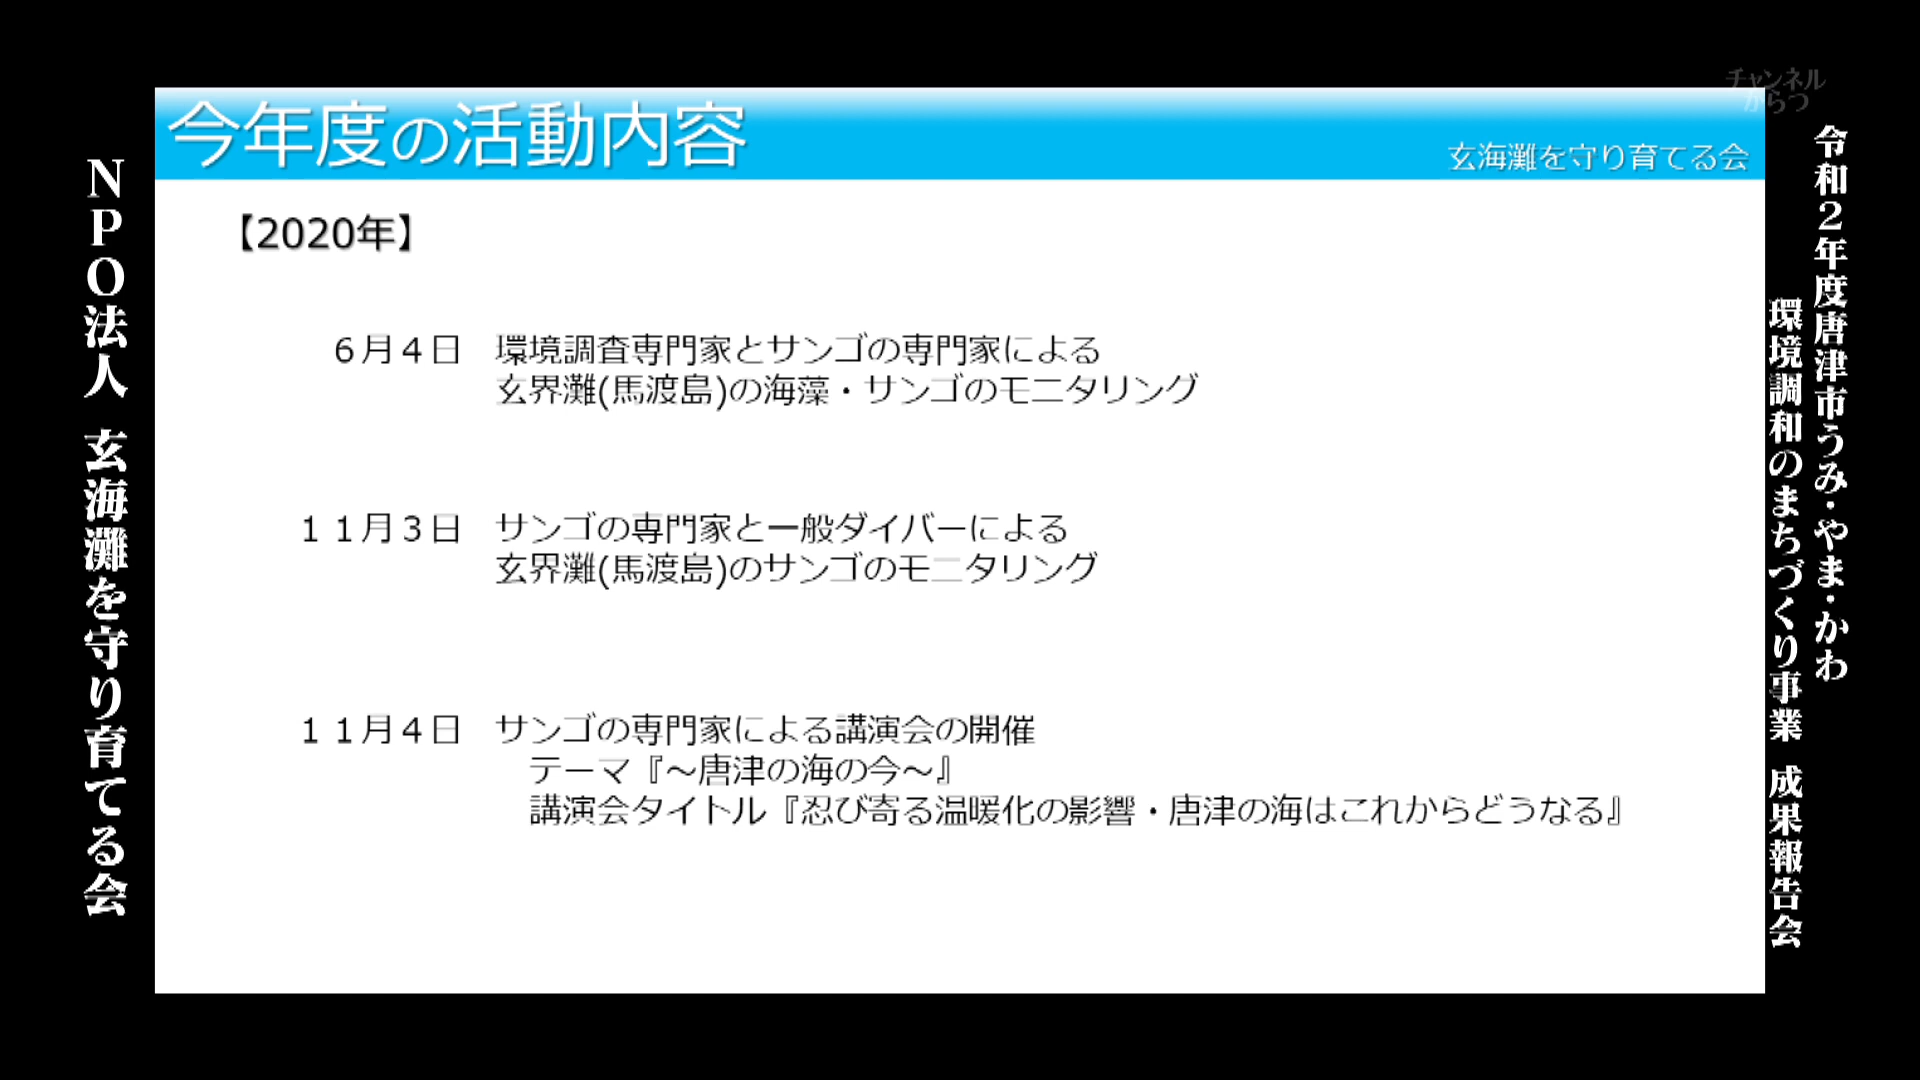 チャンネル
からつ
今年度の活動内容
玄海灘を守り育てる会
【2020年】
６月４日 環境調査専門家とサンゴの専門家による
玄界灘(馬渡島)の海藻・サンゴのモニタリング
１１月３日 サンゴの専門家と一般ダイバーによる
玄界灘(馬渡島)のサンゴのモニタリング
１１月４日 サンゴの専門家による講演会の開催
テーマ『～唐津の海の今～』
講演会タイトル『忍び寄る温暖化の影響・唐津の海はこれからどうなる』
令和２年度唐津市うみ・やま・かわ
環境調和のまちづくり事業 成果報告会
NPO法人 玄海灘を守り育てる会